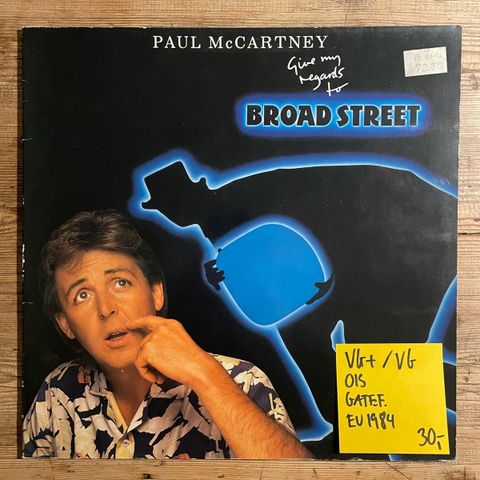 PAUL McCARTNEY
Give my
regards
to
BROAD STREET
VG+/VG
OIS
GATEF.
EU 1984
30,-